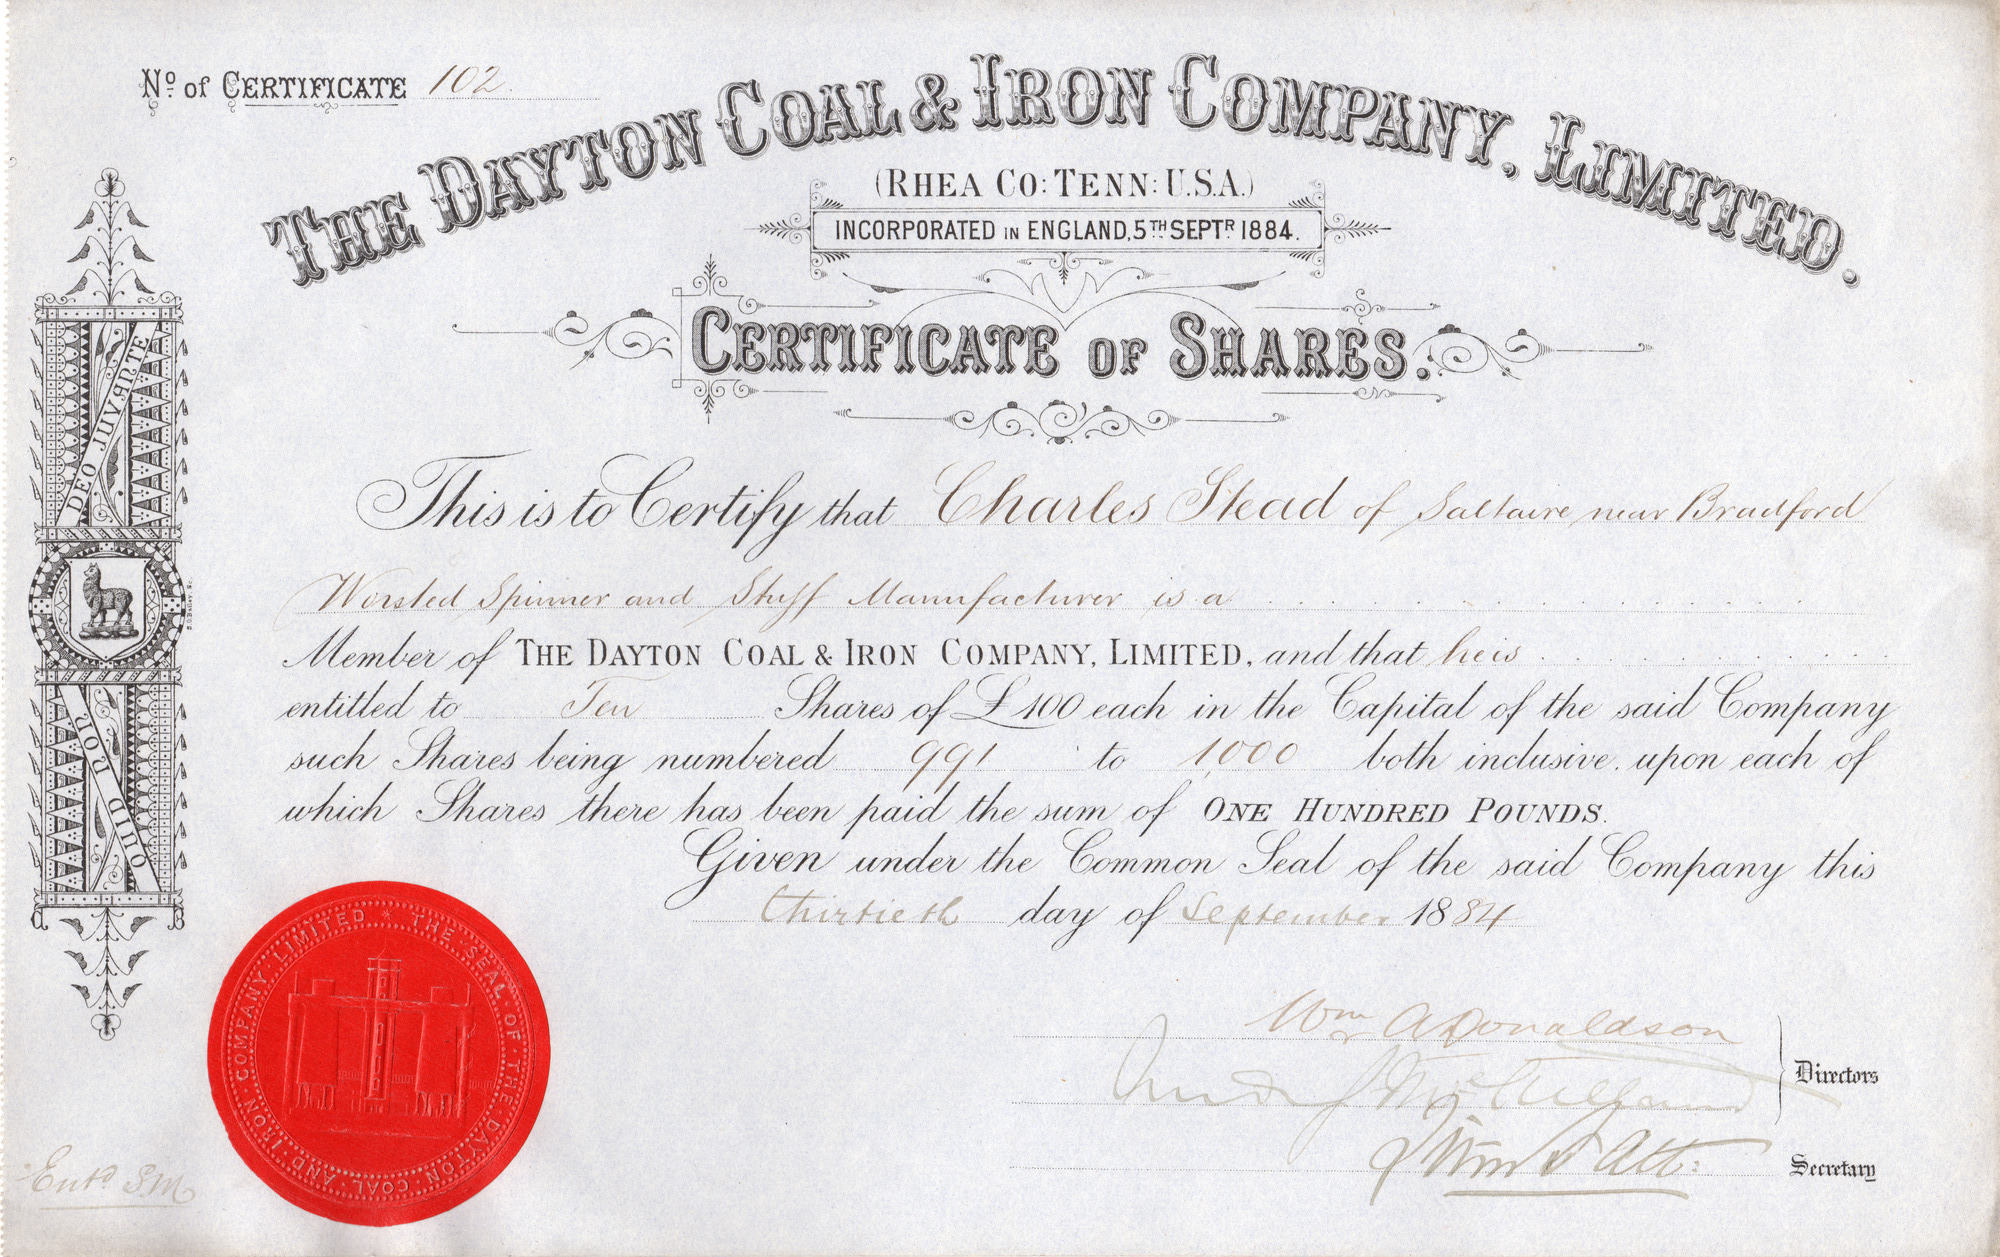 No. of CERTIFICATE 102.
THE DAYTON COAL & IRON COMPANY, LIMITED.
(RHEA CO: TENN: U.S.A.)
INCORPORATED IN ENGLAND, 5TH SEPTR 1884.
CERTIFICATE OF SHARES.
DEO JUVANTE
QUID NON
S.O. Bailey Sc.
This is to Certify that Charles Stead of Saltaire near Bradford
Worsted Spinner and Stuff Manufacturer is a
Member of THE DAYTON COAL & IRON COMPANY, LIMITED, and that he is
entitled to Ten Shares of £100 each in the Capital of the said Company
such Shares being numbered 991 to 1,000 both inclusive. upon each of
which Shares there has been paid the sum of ONE HUNDRED POUNDS.
Given under the Common Seal of the said Company this
thirtieth day of September 1884
THE SEAL OF THE DAYTON COAL AND IRON COMPANY LIMITED
Wm Donaldson
Directors
Secretary
Entd S.M.